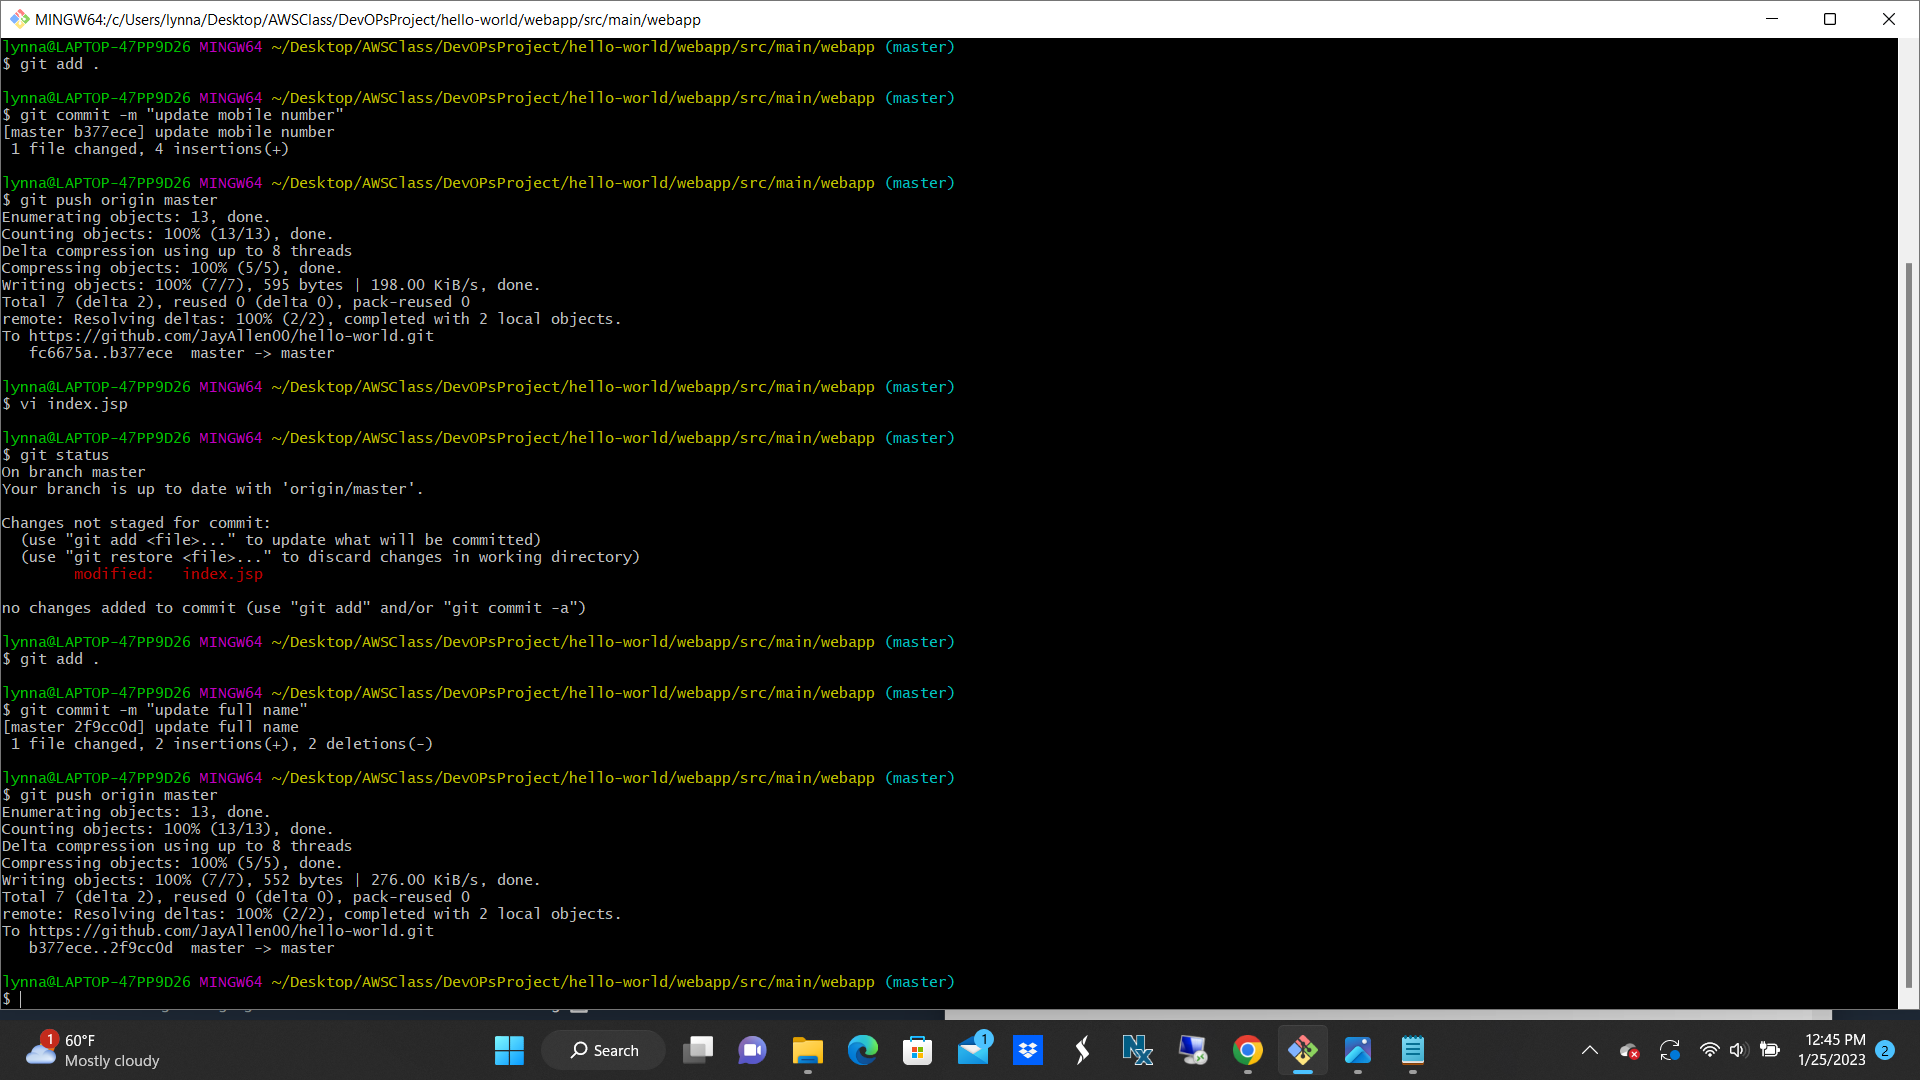 MINGW64:/c/Users/lynna/Desktop/AWSClass/DevOPsProject/hello-world/webapp/src/main/webapp
lynna@LAPTOP-47PP9D26 MINGW64 ~/Desktop/AWSClass/DevOPsProject/hello-world/webapp/src/main/webapp (master)
$ git add .
lynna@LAPTOP-47PP9D26 MINGW64 ~/Desktop/AWSClass/DevOPsProject/hello-world/webapp/src/main/webapp (master)
$ git commit -m "update mobile number"
[master b377ece] update mobile number
 1 file changed, 4 insertions(+)
lynna@LAPTOP-47PP9D26 MINGW64 ~/Desktop/AWSClass/DevOPsProject/hello-world/webapp/src/main/webapp (master)
$ git push origin master
Enumerating objects: 13, done.
Counting objects: 100% (13/13), done.
Delta compression using up to 8 threads
Compressing objects: 100% (5/5), done.
Writing objects: 100% (7/7), 595 bytes | 198.00 KiB/s, done.
Total 7 (delta 2), reused 0 (delta 0), pack-reused 0
remote: Resolving deltas: 100% (2/2), completed with 2 local objects.
To https://github.com/JayAllen00/hello-world.git
   fc6675a..b377ece  master -> master
lynna@LAPTOP-47PP9D26 MINGW64 ~/Desktop/AWSClass/DevOPsProject/hello-world/webapp/src/main/webapp (master)
$ vi index.jsp
lynna@LAPTOP-47PP9D26 MINGW64 ~/Desktop/AWSClass/DevOPsProject/hello-world/webapp/src/main/webapp (master)
$ git status
On branch master
Your branch is up to date with 'origin/master'.
Changes not staged for commit:
  (use "git add <file>..." to update what will be committed)
  (use "git restore <file>..." to discard changes in working directory)
        modified:   index.jsp
no changes added to commit (use "git add" and/or "git commit -a")
lynna@LAPTOP-47PP9D26 MINGW64 ~/Desktop/AWSClass/DevOPsProject/hello-world/webapp/src/main/webapp (master)
$ git add .
lynna@LAPTOP-47PP9D26 MINGW64 ~/Desktop/AWSClass/DevOPsProject/hello-world/webapp/src/main/webapp (master)
$ git commit -m "update full name"
[master 2f9cc0d] update full name
 1 file changed, 2 insertions(+), 2 deletions(-)
lynna@LAPTOP-47PP9D26 MINGW64 ~/Desktop/AWSClass/DevOPsProject/hello-world/webapp/src/main/webapp (master)
$ git push origin master
Enumerating objects: 13, done.
Counting objects: 100% (13/13), done.
Delta compression using up to 8 threads
Compressing objects: 100% (5/5), done.
Writing objects: 100% (7/7), 552 bytes | 276.00 KiB/s, done.
Total 7 (delta 2), reused 0 (delta 0), pack-reused 0
remote: Resolving deltas: 100% (2/2), completed with 2 local objects.
To https://github.com/JayAllen00/hello-world.git
   b377ece..2f9cc0d  master -> master
lynna@LAPTOP-47PP9D26 MINGW64 ~/Desktop/AWSClass/DevOPsProject/hello-world/webapp/src/main/webapp (master)
$
1
60°F
Mostly cloudy
Search
1
Nx
12:45 PM
1/25/2023
2